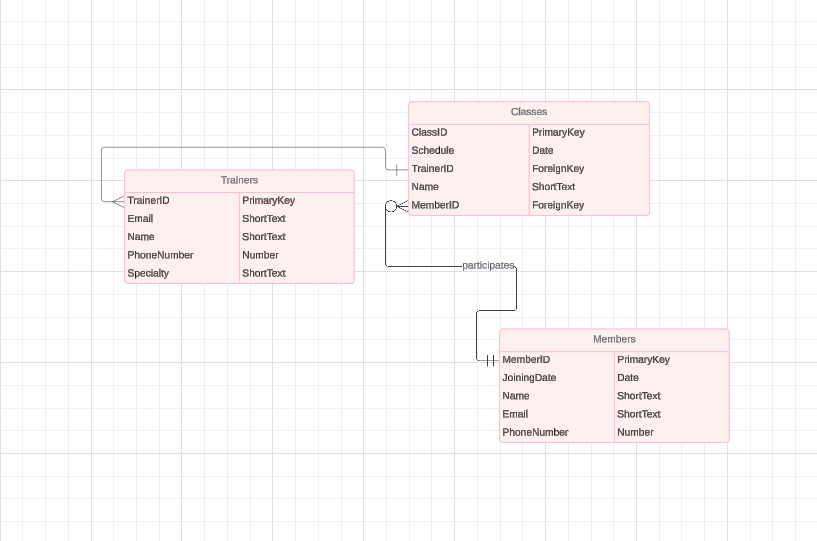 Classes
ClassID PrimaryKey
Schedule Date
TrainerID ForeignKey
Name ShortText
MemberID ForeignKey
Trainers
TrainerID PrimaryKey
Email ShortText
Name ShortText
PhoneNumber Number
Specialty ShortText
participates
Members
MemberID PrimaryKey
JoiningDate Date
Name ShortText
Email ShortText
PhoneNumber Number